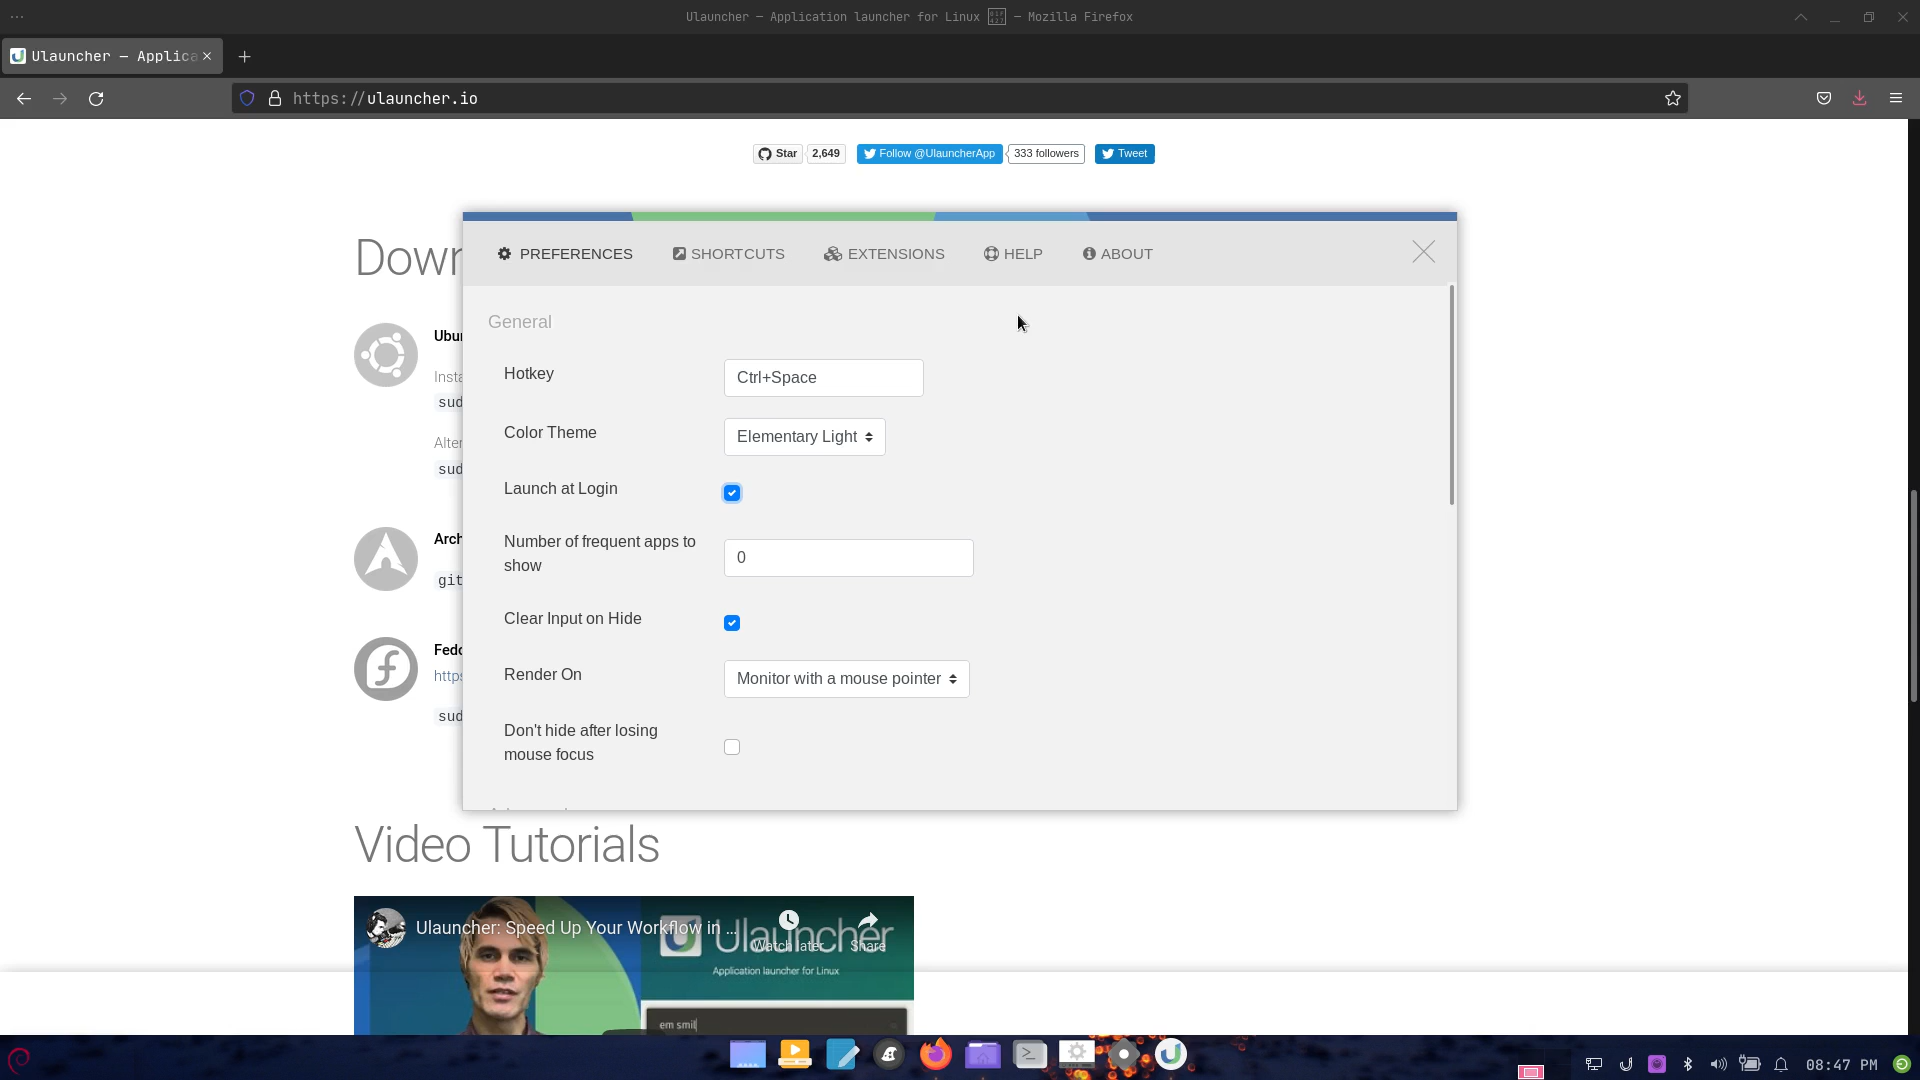 Ulauncher — Application launcher for Linux — Mozilla Firefox
Ulauncher — Applica
https://ulauncher.io
Star 2,649 Follow @UlauncherApp 333 followers Tweet
Down
PREFERENCES SHORTCUTS EXTENSIONS HELP ABOUT
General
Ubu
Hotkey Ctrl+Space
Insta
sud
Color Theme Elementary Light
Alter
sud
Launch at Login
Arch
Number of frequent apps to
show
0
git
Clear Input on Hide
Fedo
https
Render On Monitor with a mouse pointer
sud
Don't hide after losing
mouse focus
Video Tutorials
Ulauncher: Speed Up Your Workflow in ...
Ulauncher
Watch later Share
Application launcher for Linux
em smil
08:47 PM